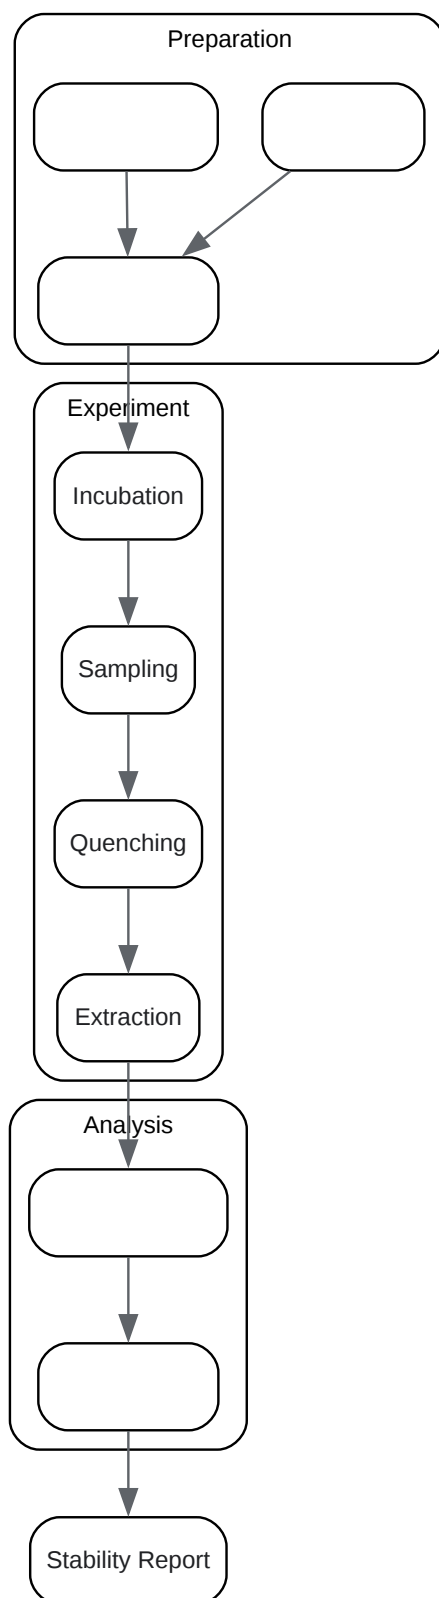 Preparation
Experiment
Incubation
Sampling
Quenching
Extraction
Analysis
Stability Report